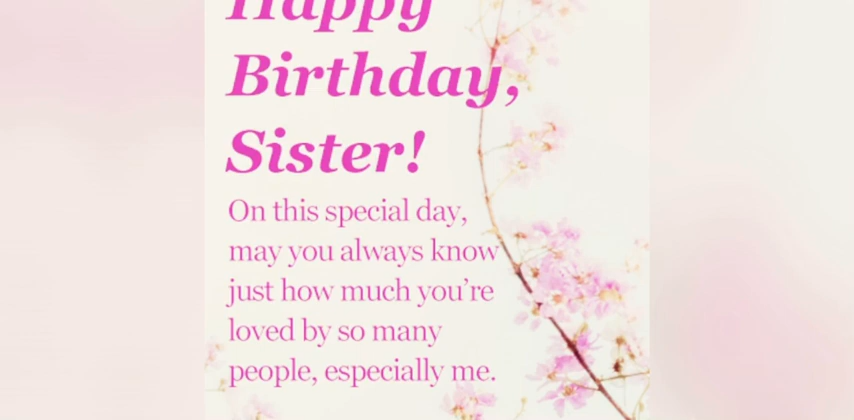 Happy
Birthday,
Sister!
On this special day,
may you always know
just how much you’re
loved by so many
people, especially me.